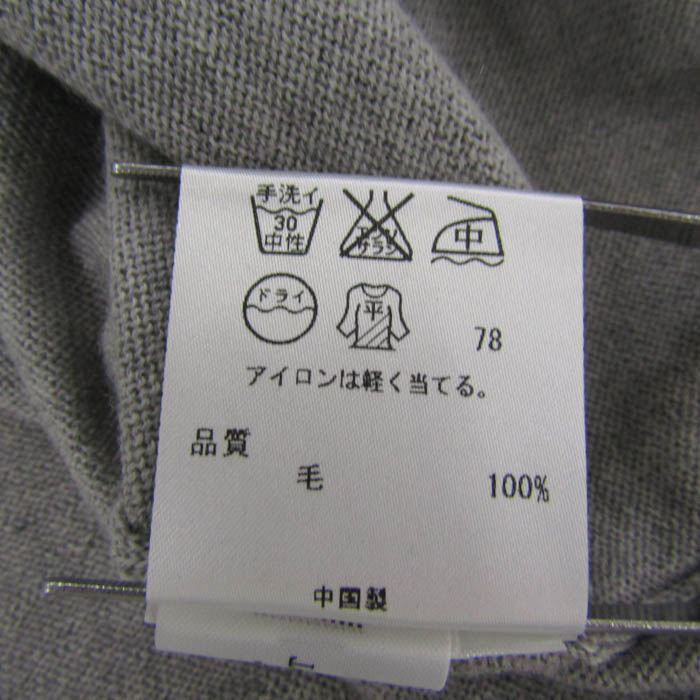 手洗イ
30
中性
エンソ
サラシ
中
ドライ
平
78
アイロンは軽く当てる。
品質
毛 100%
中国製